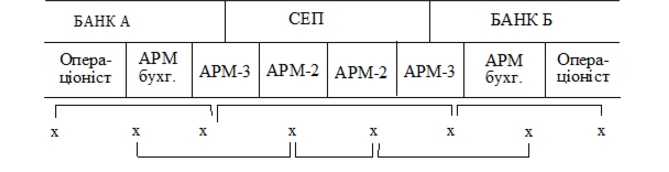 БАНК А СЕП БАНК Б
Опера- АРМ АРМ-3 АРМ-2 АРМ-2 АРМ-3 АРМ Опера-
ціоніст бухг. бухг. ціоніст
х х х х х х х х